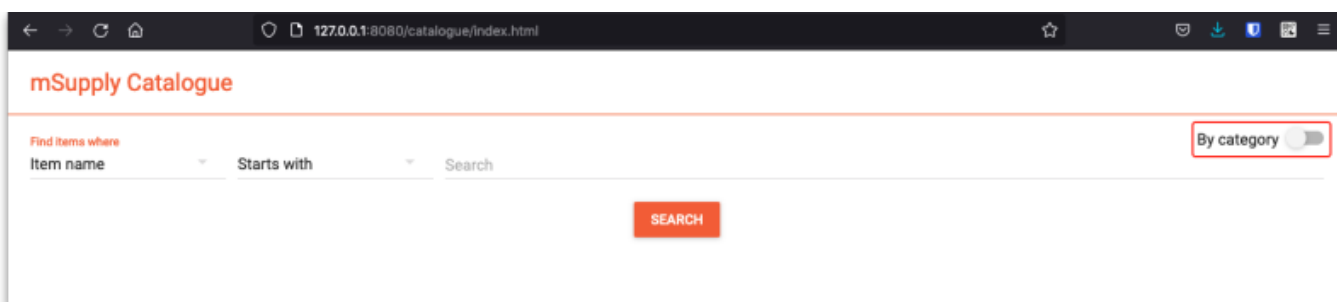 127.0.0.1:8080/catalogue/index.html
mSupply Catalogue
Find items where
By category
Item name
Starts with
Search
SEARCH